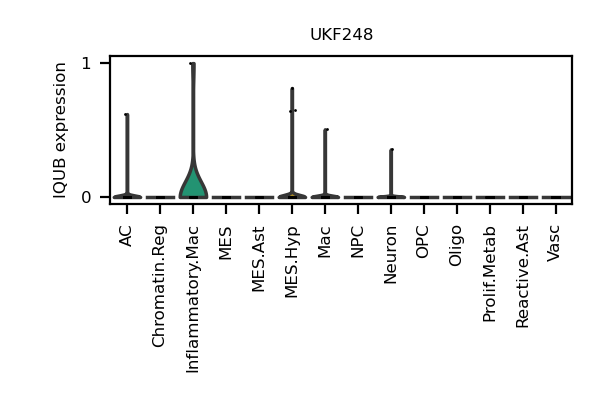 UKF248
IQUB expression
1
0
AC
Chromatin.Reg
Inflammatory.Mac
MES
MES.Ast
MES.Hyp
Mac
NPC
Neuron
OPC
Oligo
Prolif.Metab
Reactive.Ast
Vasc